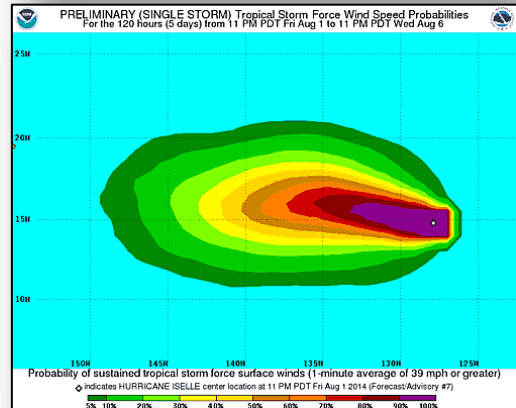 PRELIMINARY (SINGLE STORM) Tropical Storm Force Wind Speed Probabilities
For the 120 hours (5 days) from 11 PM PDT Fri Aug 1 to 11 PM PDT Wed Aug 6
25N
20N
15N
10N
150W 145W 140W 135W 130W 125W
Probability of sustained tropical storm force surface winds (1-minute average of 39 mph or greater)
indicates HURRICANE ISELLE center location at 11 PM PDT Fri Aug 1 2014 (Forecast/Advisory #7)
5% 10% 20% 30% 40% 50% 60% 70% 80% 90% 100%